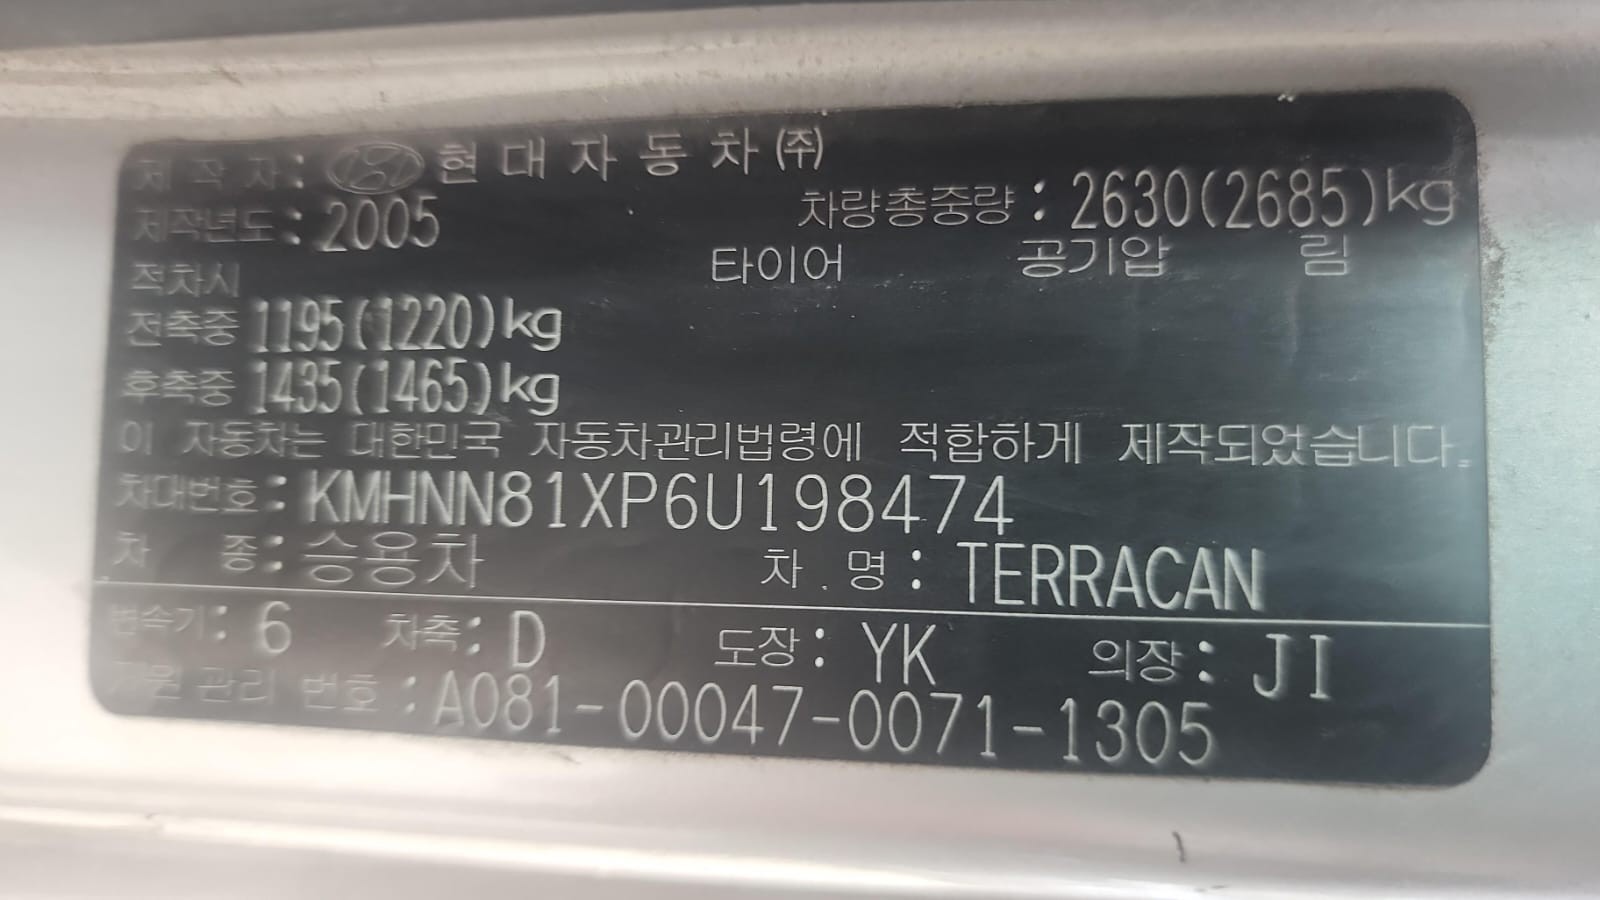 제 작 자 : 현 대 자 동 차 (주)
제작년도 : 2005 차량총중량 : 2630(2685)kg
적차시 타이어 공기압 림
전축중 1195(1220)kg
후축중 1435(1465)kg
이 자동차는 대한민국 자동차관리법령에 적합하게 제작되었습니다.
차대번호 : KMHNN81XP6U198474
차 종 : 승용차 차 . 명 : TERRACAN
변속기 : 6 차축 : D 도장 : YK 의장 : JI
자원 관리 번호 : A081-00047-0071-1305